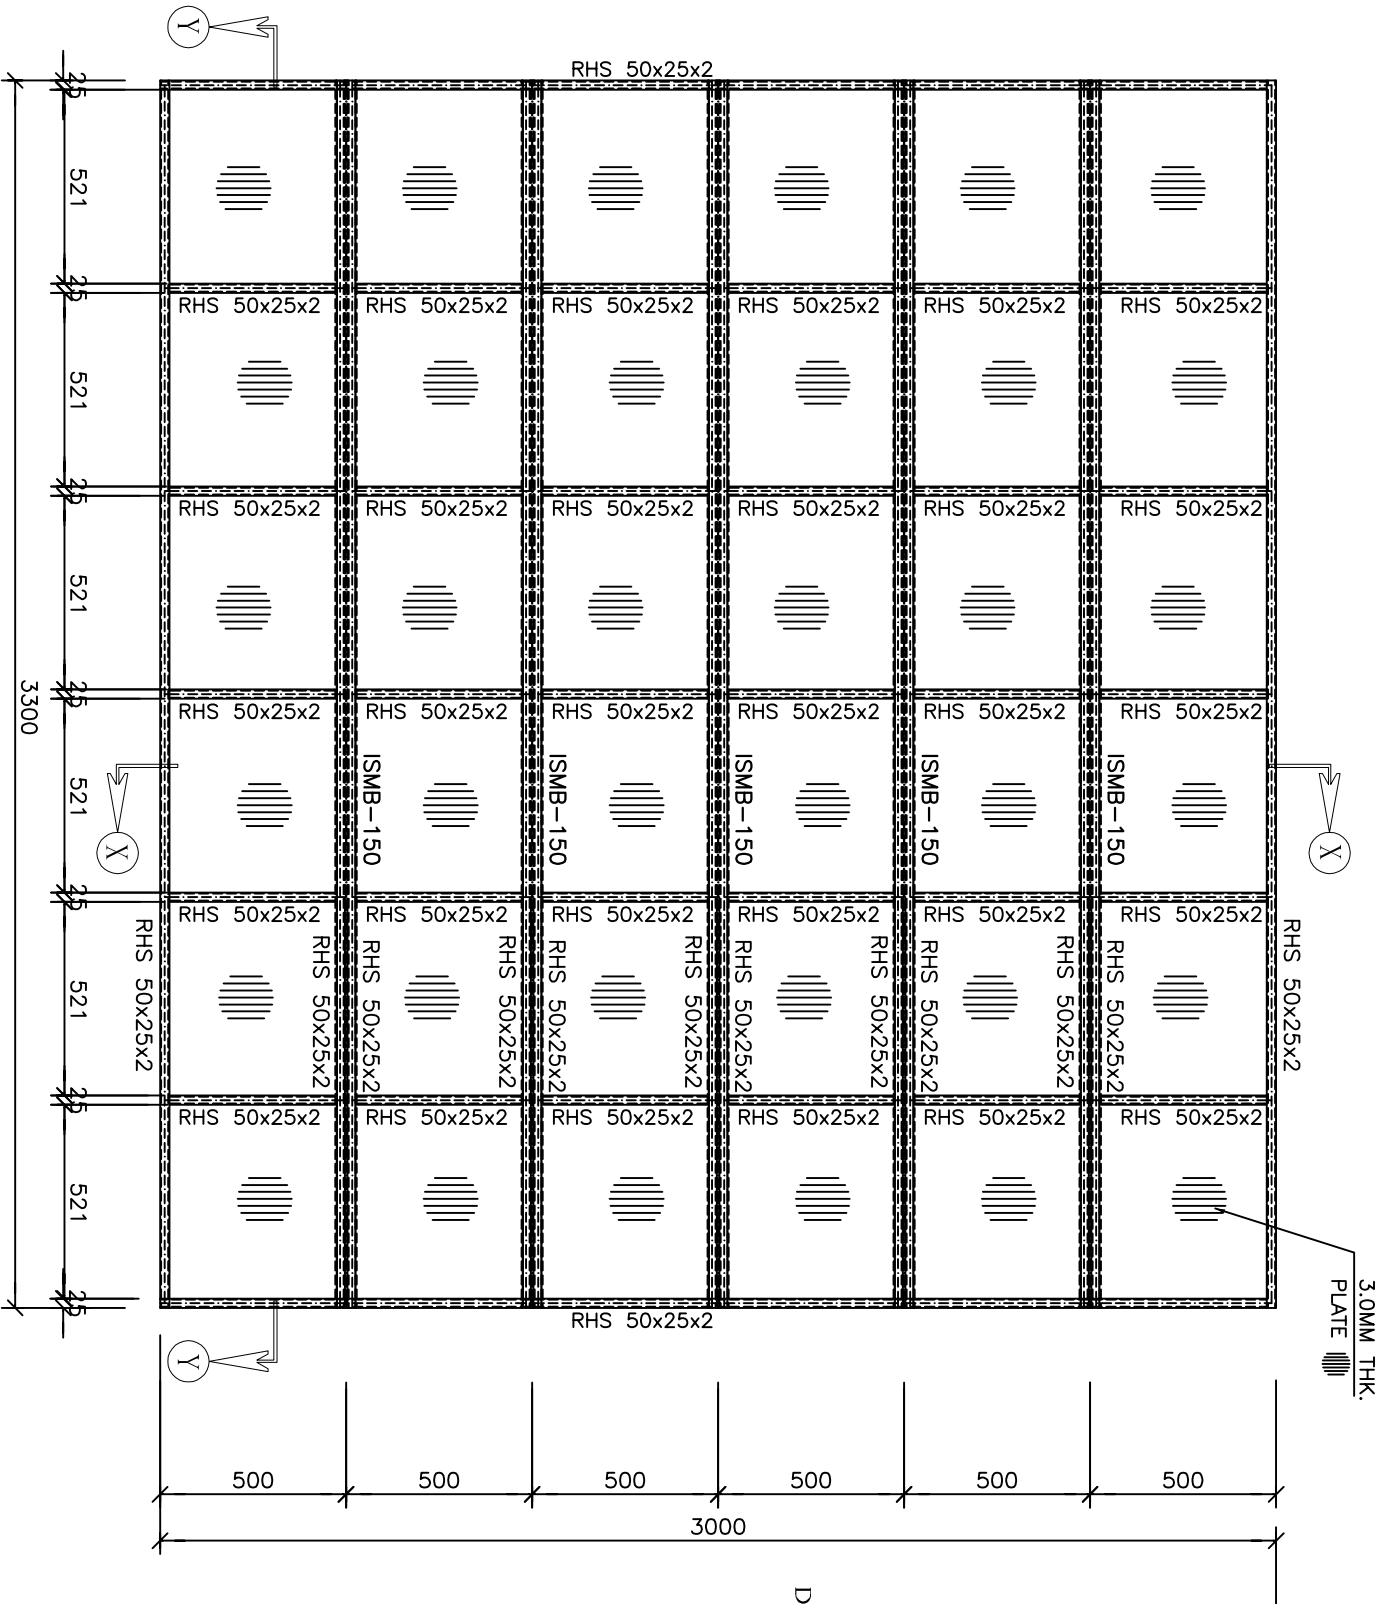 Y
RHS 50x25x2
25
521
25
RHS 50x25x2 RHS 50x25x2 RHS 50x25x2 RHS 50x25x2 RHS 50x25x2 RHS 50x25x2
521
25
RHS 50x25x2 RHS 50x25x2 RHS 50x25x2 RHS 50x25x2 RHS 50x25x2 RHS 50x25x2
521
25
3300
RHS 50x25x2 RHS 50x25x2 RHS 50x25x2 RHS 50x25x2 RHS 50x25x2 RHS 50x25x2
521
ISMB-150 ISMB-150 ISMB-150 ISMB-150 ISMB-150
X X
25
RHS 50x25x2 RHS 50x25x2 RHS 50x25x2 RHS 50x25x2 RHS 50x25x2 RHS 50x25x2
RHS 50x25x2
RHS 50x25x2 RHS 50x25x2
RHS 50x25x2 RHS 50x25x2
RHS 50x25x2 RHS 50x25x2
RHS 50x25x2 RHS 50x25x2
RHS 50x25x2 RHS 50x25x2
RHS 50x25x2
521
25
RHS 50x25x2 RHS 50x25x2 RHS 50x25x2 RHS 50x25x2 RHS 50x25x2 RHS 50x25x2
521
25
3.0MM THK.
PLATE
RHS 50x25x2
Y
500 500 500 500 500 500
3000
D